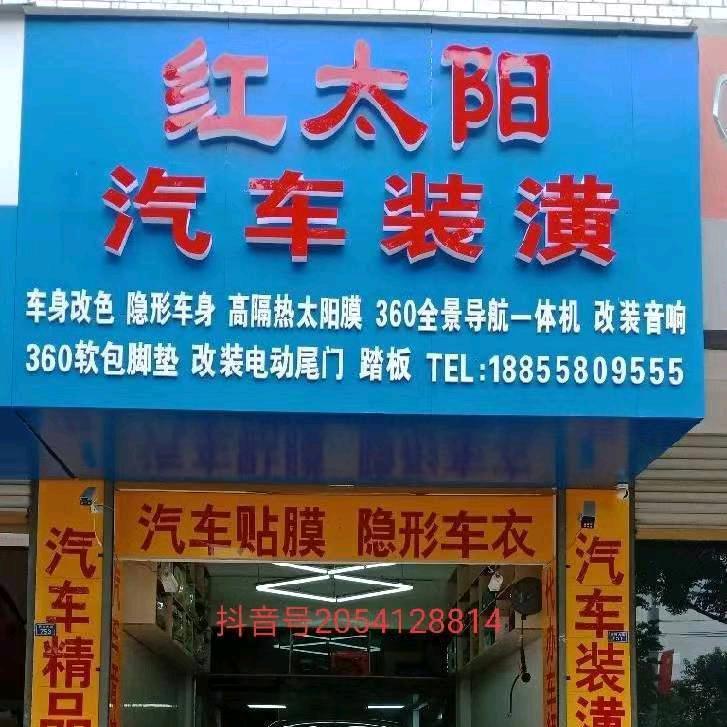 红太阳
汽车装潢
车身改色 隐形车身 高隔热太阳膜 360全景导航一体机 改装音响
360软包脚垫 改装电动尾门 踏板 TEL:18855809555
汽车贴膜 隐形车衣
汽车精品
汽车装潢
抖音号2054128814
753